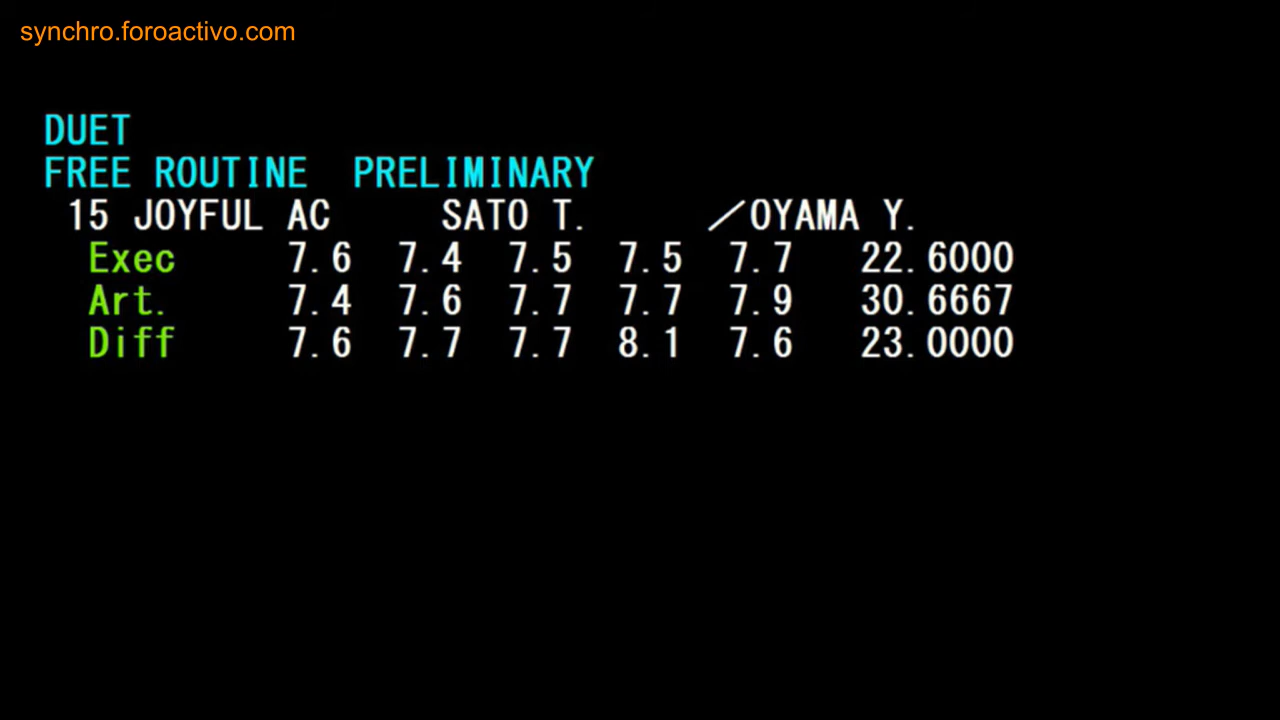 synchro.foroactivo.com
DUET
FREE ROUTINE PRELIMINARY
15 JOYFUL AC SATO T. ／OYAMA Y.
Exec 7.6 7.4 7.5 7.5 7.7 22.6000
Art. 7.4 7.6 7.7 7.7 7.9 30.6667
Diff 7.6 7.7 7.7 8.1 7.6 23.0000